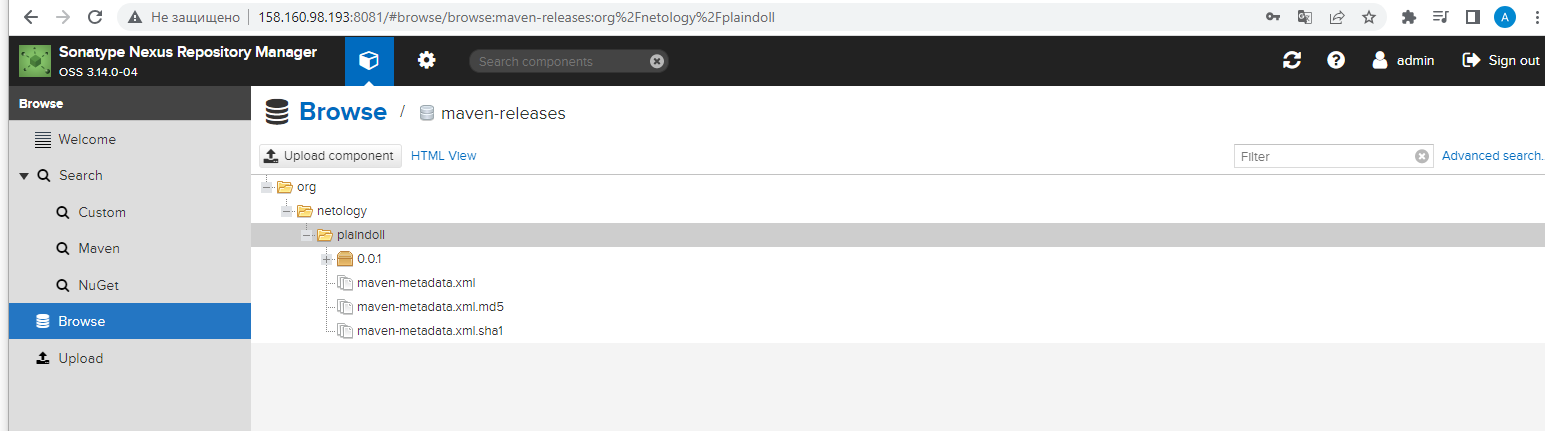 Не защищено 158.160.98.193:8081/#browse/browse:maven-releases:org%2Fnetology%2Fplaindoll A
Sonatype Nexus Repository Manager
OSS 3.14.0-04
Search components
admin
Sign out
Browse
Welcome
Search
Custom
Maven
NuGet
Browse
Upload
Browse / maven-releases
Upload component HTML View Filter Advanced search..
org
netology
plaindoll
0.0.1
maven-metadata.xml
maven-metadata.xml.md5
maven-metadata.xml.sha1